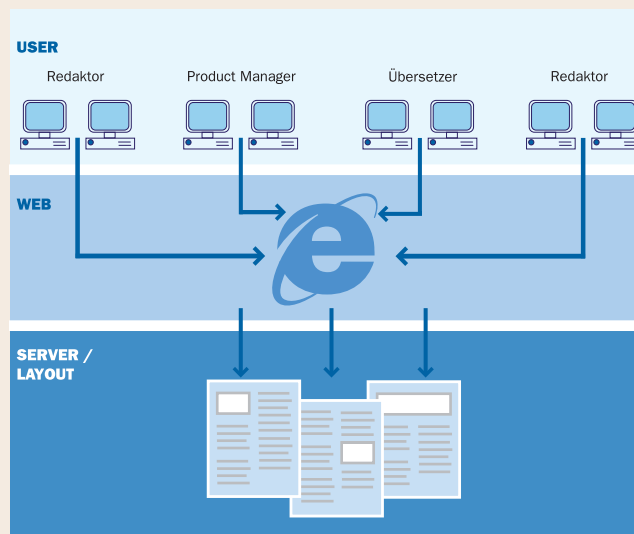 USER
Redaktor
Product Manager
Übersetzer
Redaktor
WEB
SERVER /
LAYOUT